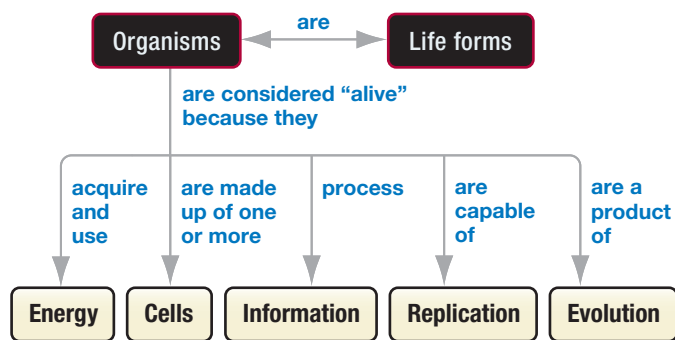 are
Organisms
Life forms
are considered “alive”
because they
acquire
and
use
are made
up of one
or more
process
are
capable
of
are a
product
of
Energy
Cells
Information
Replication
Evolution